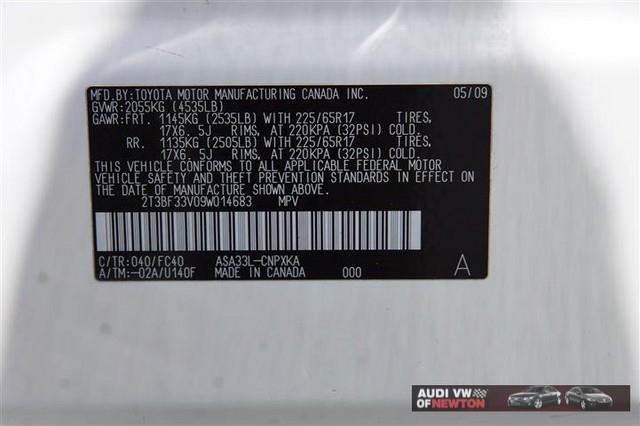 MFD.BY:TOYOTA MOTOR MANUFACTURING CANADA INC. 05/09
GVWR:2055KG (4535LB)
GAWR:FRT. 1145KG (2535LB) WITH 225/65R17 TIRES,
17X6.5J RIMS, AT 220KPA (32PSI) COLD.
RR. 1135KG (2505LB) WITH 225/65R17 TIRES,
17X6.5J RIMS, AT 220KPA (32PSI) COLD.
THIS VEHICLE CONFORMS TO ALL APPLICABLE FEDERAL MOTOR
VEHICLE SAFETY AND THEFT PREVENTION STANDARDS IN EFFECT ON
THE DATE OF MANUFACTURE SHOWN ABOVE.
2T3BF33V09W014683 MPV
C/TR:040/FC40 ASA33L-CNPXKA
A/TM:-02A/U140F MADE IN CANADA 000 A
AUDI VW
OF NEWTON